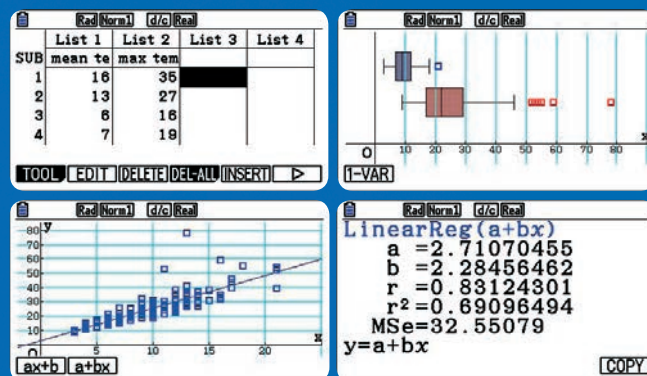 Rad Norm1 d/c Real
List 1 List 2 List 3 List 4
SUB mean te max tem
1 16 35
2 13 27
3 6 16
4 7 19
TOOL EDIT DELETE DEL-ALL INSERT
Rad Norm1 d/c Real
O 10 20 30 40 50 60 70 80 x
1-VAR
Rad Norm1 d/c Real
y
80
70
60
50
40
30
20
10
O 5 10 15 20 x
ax+b a+bx
Rad Norm1 d/c Real
LinearReg(a+bx)
a =2.71070455
b =2.28456462
r =0.83124301
r²=0.69096494
MSe=32.55079
y=a+bx
COPY